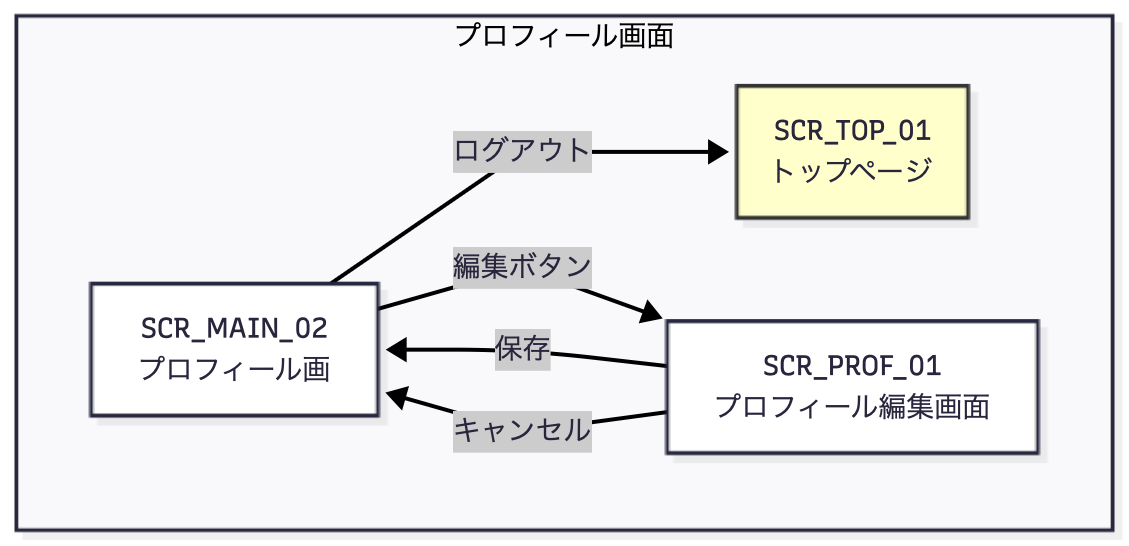 プロフィール画面
SCR_TOP_01
トップページ
ログアウト
編集ボタン
SCR_MAIN_02
プロフィール画
保存
SCR_PROF_01
プロフィール編集画面
キャンセル